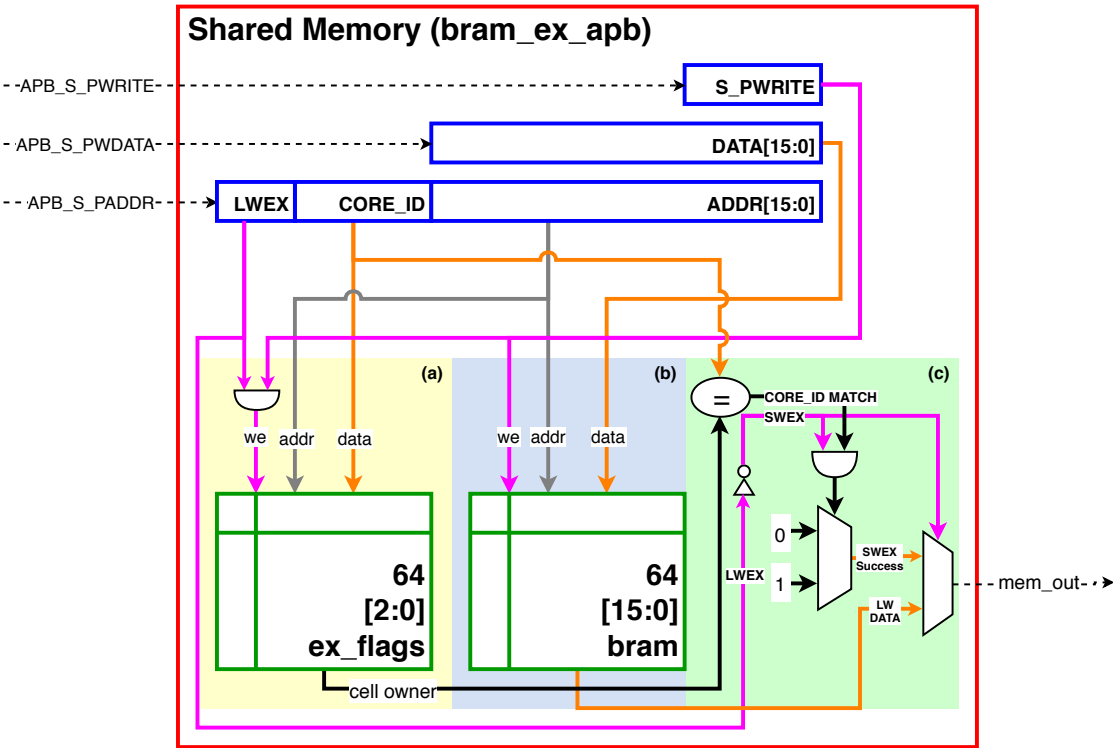 Shared Memory (bram_ex_apb)
APB_S_PWRITE
S_PWRITE
APB_S_PWDATA
DATA[15:0]
APB_S_PADDR
LWEX
CORE_ID
ADDR[15:0]
(a)
(b)
(c)
=
CORE_ID MATCH
SWEX
we
addr
data
we
addr
data
0
1
SWEX
Success
LWEX
LW
DATA
mem_out
64
[2:0]
ex_flags
64
[15:0]
bram
cell owner